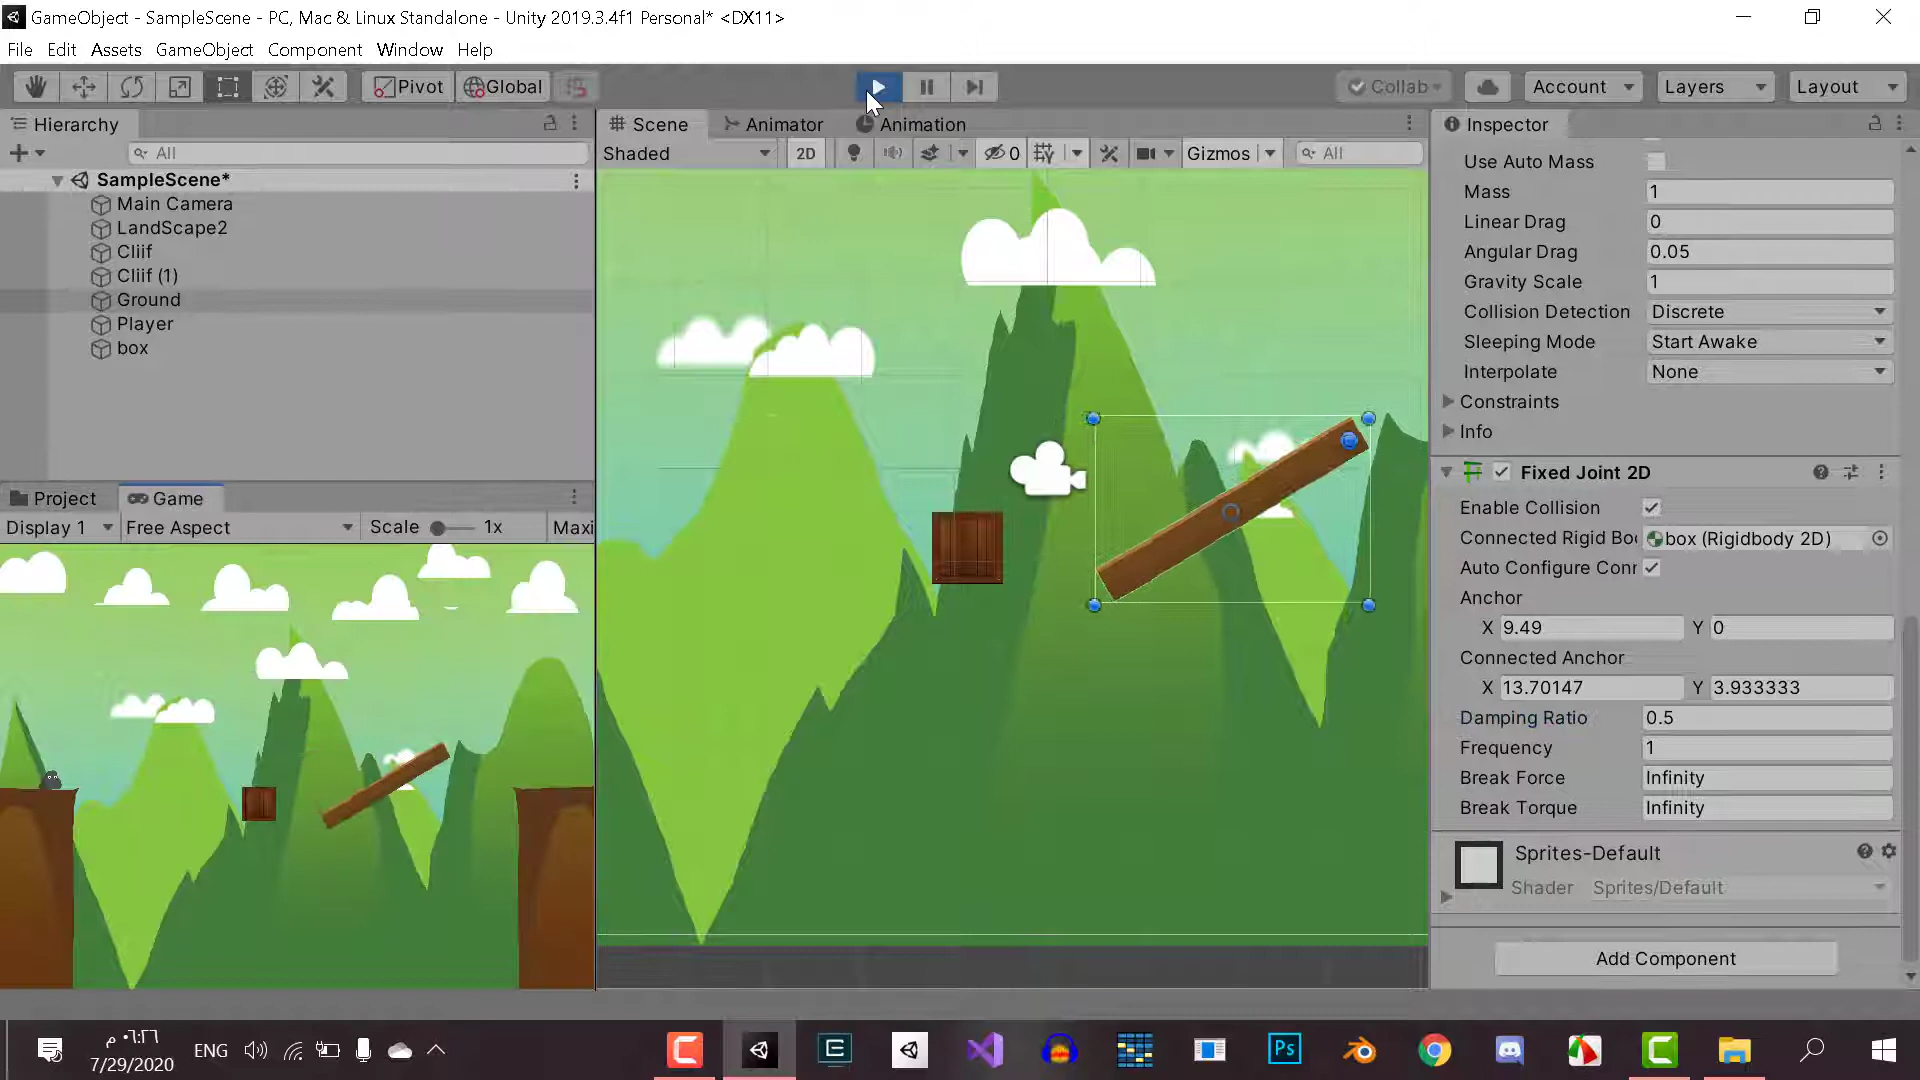 GameObject - SampleScene - PC, Mac & Linux Standalone - Unity 2019.3.4f1 Personal* <DX11>
File Edit Assets GameObject Component Window Help
Pivot Global Collab Account Layers Layout
Hierarchy
All
SampleScene*
Main Camera
LandScape2
Cliif
Cliif (1)
Ground
Player
box
Project Game
Display 1 Free Aspect Scale 1x Maxi
Scene Animator Animation
Shaded 2D 0 Gizmos All
Inspector
Use Auto Mass
Mass 1
Linear Drag 0
Angular Drag 0.05
Gravity Scale 1
Collision Detection Discrete
Sleeping Mode Start Awake
Interpolate None
Constraints
Info
Fixed Joint 2D
Enable Collision
Connected Rigid Bo box (Rigidbody 2D)
Auto Configure Coni
Anchor
X 9.49 Y 0
Connected Anchor
X 13.70147 Y 3.933333
Damping Ratio 0.5
Frequency 1
Break Force Infinity
Break Torque Infinity
Sprites-Default
Shader Sprites/Default
Add Component
٠٦:٢٦ م
7/29/2020
ENG
Ps